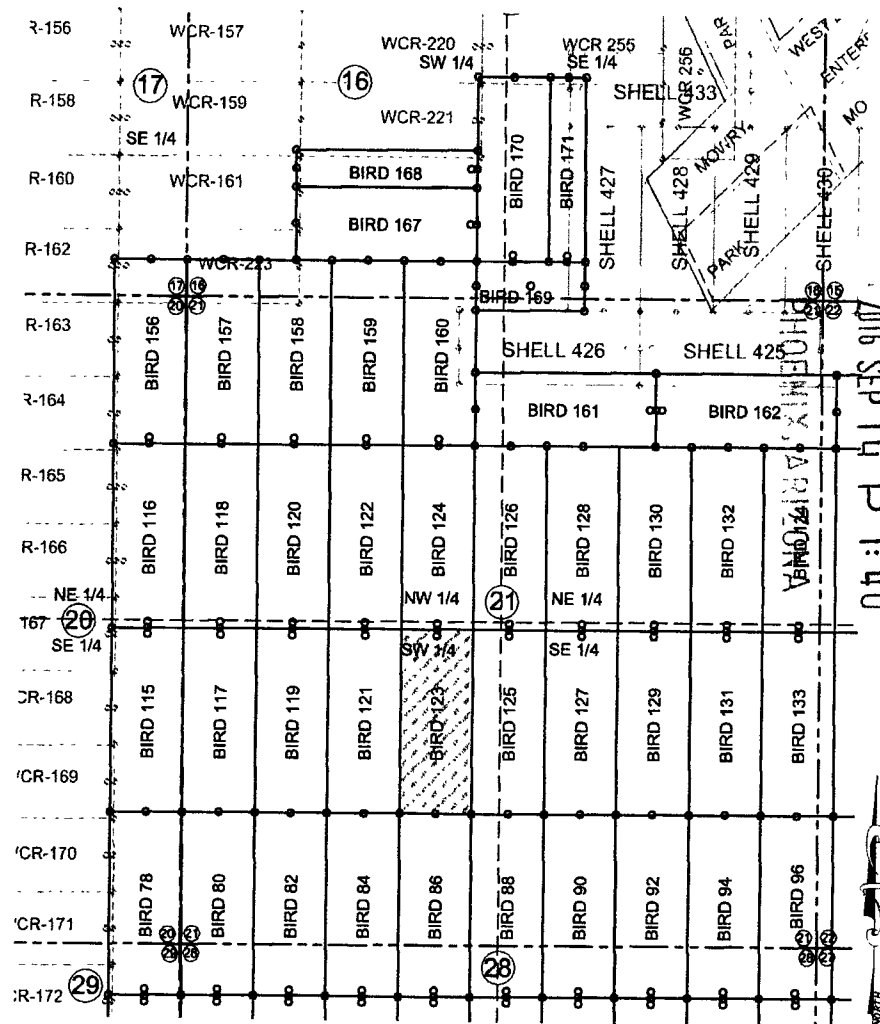 R-156
WCR-157
WCR-220
SW 1/4
WCR 255
SE 1/4
PAR
WEST
ENTERP
17
16
R-158
WCR-159
WCR-221
SHELL 433
WCR 256
MOWRY
MO
SE 1/4
R-160
WCR-161
BIRD 168
BIRD 167
BIRD 170
BIRD 171
SHELL 427
SHELL 428
SHELL 429
SHELL 430
PARK
R-162
WCR-223
17 16
20 21
BIRD 169
16 15
21 22
R-163
BIRD 156
BIRD 157
BIRD 158
BIRD 159
BIRD 160
SHELL 426
SHELL 425
R-164
BIRD 161
BIRD 162
PHOENIX, ARIZONA
SEP 14 P 1:40
R-165
R-166
BIRD 116
BIRD 118
BIRD 120
BIRD 122
BIRD 124
BIRD 126
BIRD 128
BIRD 130
BIRD 132
NE 1/4
NW 1/4
21
NE 1/4
167
20
SE 1/4
SW 1/4
SE 1/4
CR-168
BIRD 115
BIRD 117
BIRD 119
BIRD 121
BIRD 123
BIRD 125
BIRD 127
BIRD 129
BIRD 131
BIRD 133
CR-169
CR-170
BIRD 78
BIRD 80
BIRD 82
BIRD 84
BIRD 86
BIRD 88
BIRD 90
BIRD 92
BIRD 94
BIRD 96
CR-171
20 21
29 28
21 22
28 27
29
28
R-172
NORTH